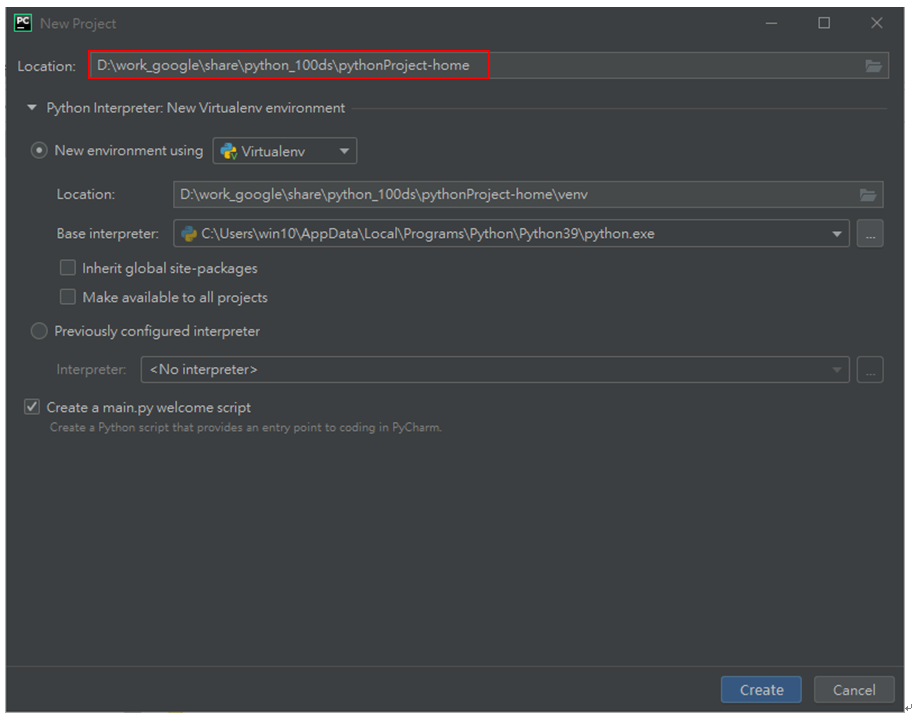 PC New Project
Location: D:\work_google\share\python_100ds\pythonProject-home
Python Interpreter: New Virtualenv environment
New environment using Virtualenv
Location: D:\work_google\share\python_100ds\pythonProject-home\venv
Base interpreter: C:\Users\win10\AppData\Local\Programs\Python\Python39\python.exe ...
Inherit global site-packages
Make available to all projects
Previously configured interpreter
Interpreter: <No interpreter> ...
Create a main.py welcome script
Create a Python script that provides an entry point to coding in PyCharm.
Create Cancel